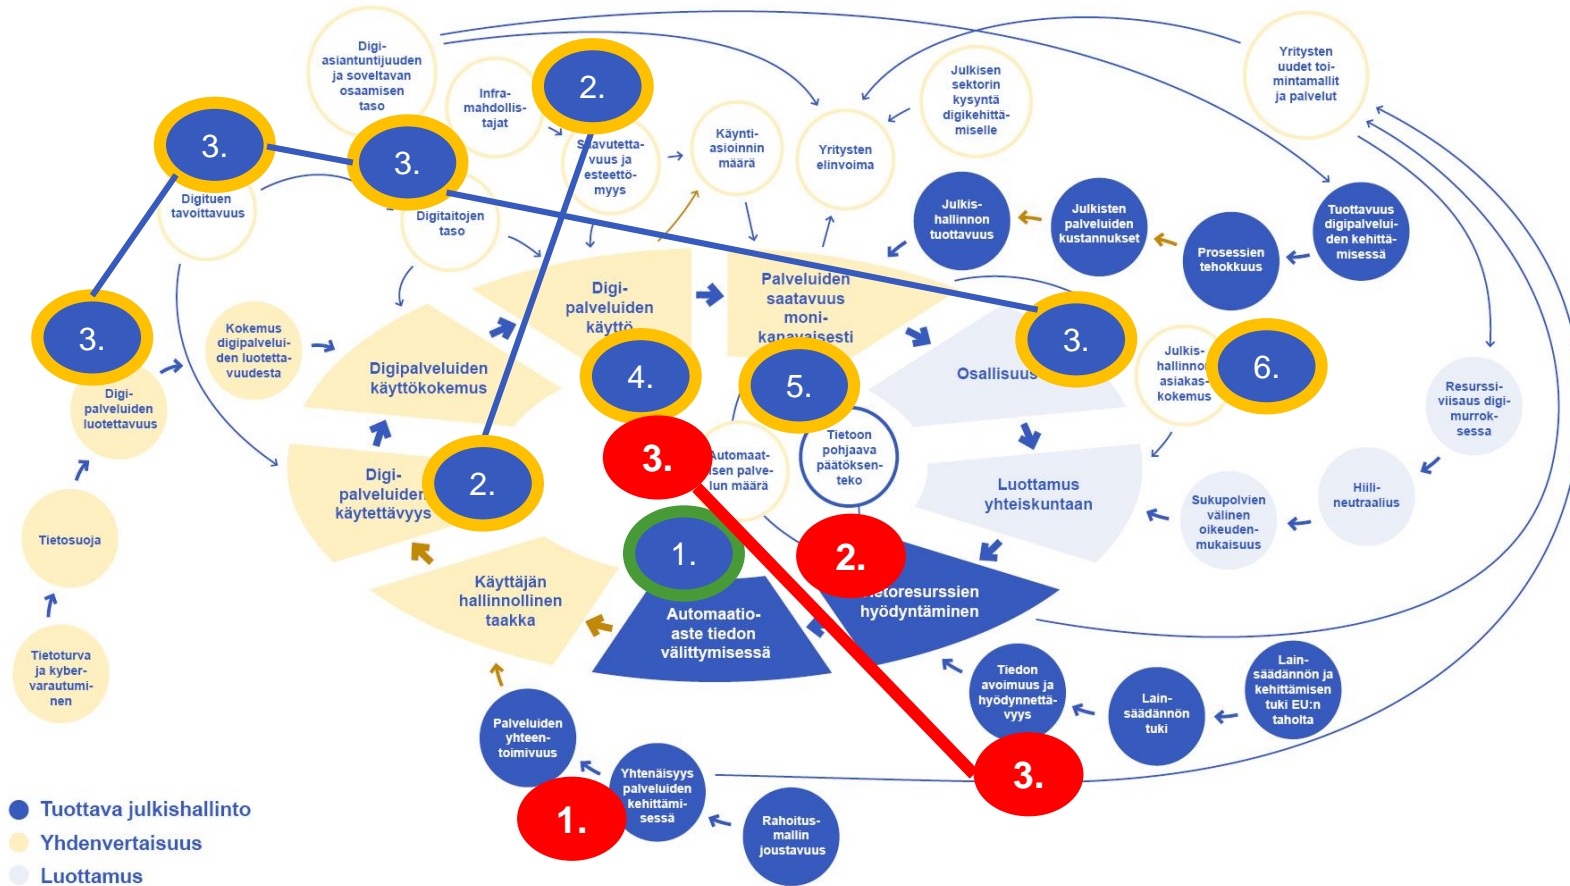 Digi-
asiantuntijuuden
ja soveltavan
osaamisen
taso
Infra-
mahdollis-
tajat
2.
vuus ja
esteettö-
myys
Käynti-
asioinnin
määrä
Yritysten
elinvoima
Julkisen
sektorin
kysyntä
digikehittä-
miselle
Yritysten
uudet toi-
mintamallit
ja palvelut
3.
3.
Digituen
tavoittavuus
Digitaitojen
taso
Julkis-
hallinnon
tuottavuus
Julkisten
palveluiden
kustannukset
Prosessien
tehokkuus
Tuottavuus
digipalvelui-
den kehittä-
misessä
3.
Kokemus
digipalvelui-
den luotetta-
vuudesta
Digi-
palveluiden
luotettavuus
Digipalveluiden
käyttökokemus
Digi-
palveluiden
käyttö
4.
Palveluiden
saatavuus
moni-
kanavaisesti
5.
3.
Osallisuus
Julkis-
hallinnon
asiakas-
kokemus
6.
Resurssi-
viisaus digi-
murrok-
sessa
Digi-
palveluiden
käytettävyys
2.
3.
Automaat-
isen palve-
lun määrä
Tietoon
pohjaava
päätöksen-
teko
Luottamus
yhteiskuntaan
Sukupolvien
välinen
oikeuden-
mukaisuus
Hiili-
neutraalius
Tietosuoja
Käyttäjän
hallinnollinen
taakka
1.
Automaatio-
aste tiedon
välittymisessä
2.
hyödyntäminen
Tietoturva
ja kyber-
varautumi-
nen
Palveluiden
yhteen-
toimivuus
Yhtenäisyys
palveluiden
kehittämi-
sessä
1.
Rahoitus-
mallin
joustavuus
Tiedon
avoimuus ja
hyödynnettä-
vyys
3.
Lain-
säädännön
tuki
Lain-
säädännön ja
kehittämisen
tuki EU:n
taholta
Tuottava julkishallinto
Yhdenvertaisuus
Luottamus